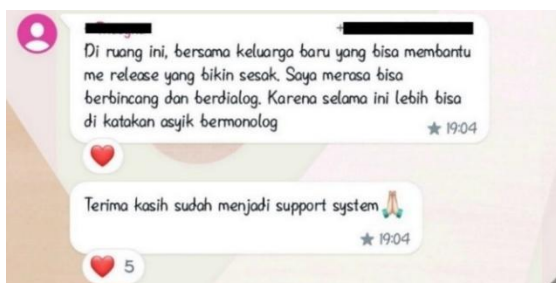 Di ruang ini, bersama keluarga baru yang bisa membantu
me release yang bikin sesak. Saya merasa bisa
berbincang dan berdialog. Karena selama ini lebih bisa
di katakan asyik bermonolog
19:04
Terima kasih sudah menjadi support system🙏🏻
19:04
5